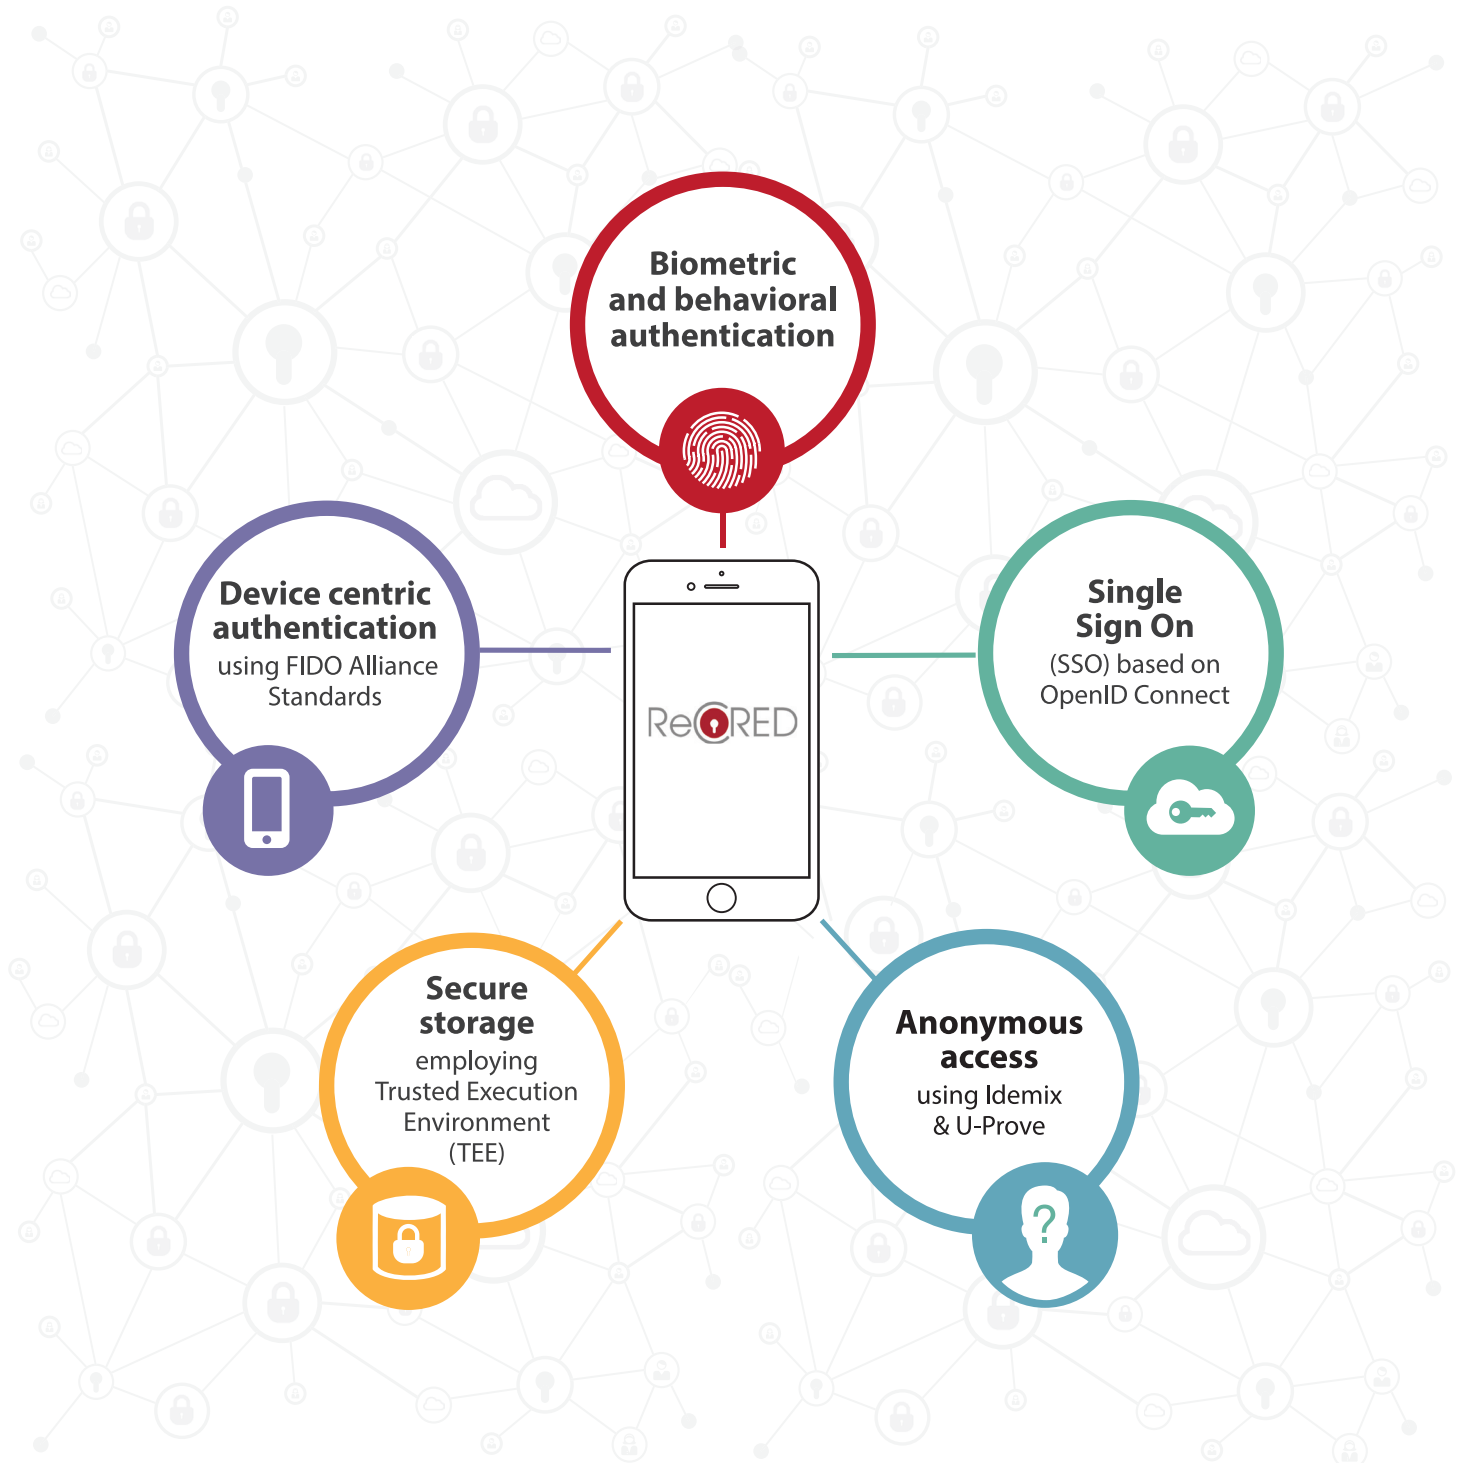 Biometric
and behavioral
authentication
Device centric
authentication
using FIDO Alliance
Standards
Single
Sign On
(SSO) based on
OpenID Connect
ReCRED
Secure
storage
employing
Trusted Execution
Environment
(TEE)
Anonymous
access
using Idemix
& U-Prove
?